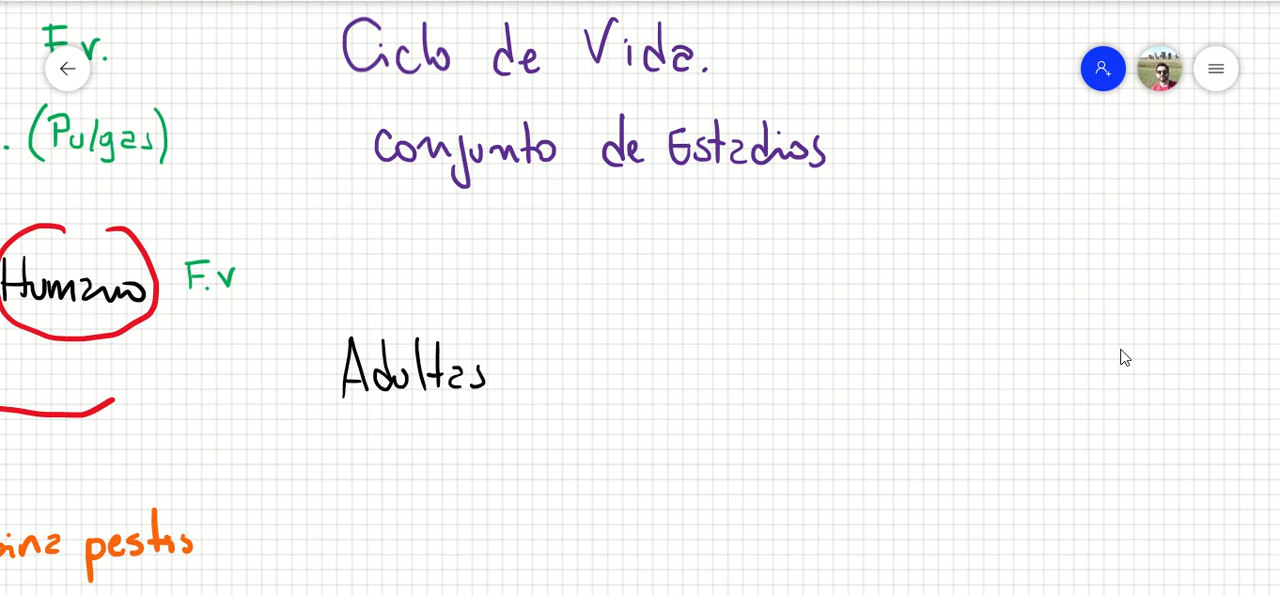 F.v.
Ciclo de Vida.
. (Pulgas)
conjunto de Estadios
Humano F.v
Adultas
pestis